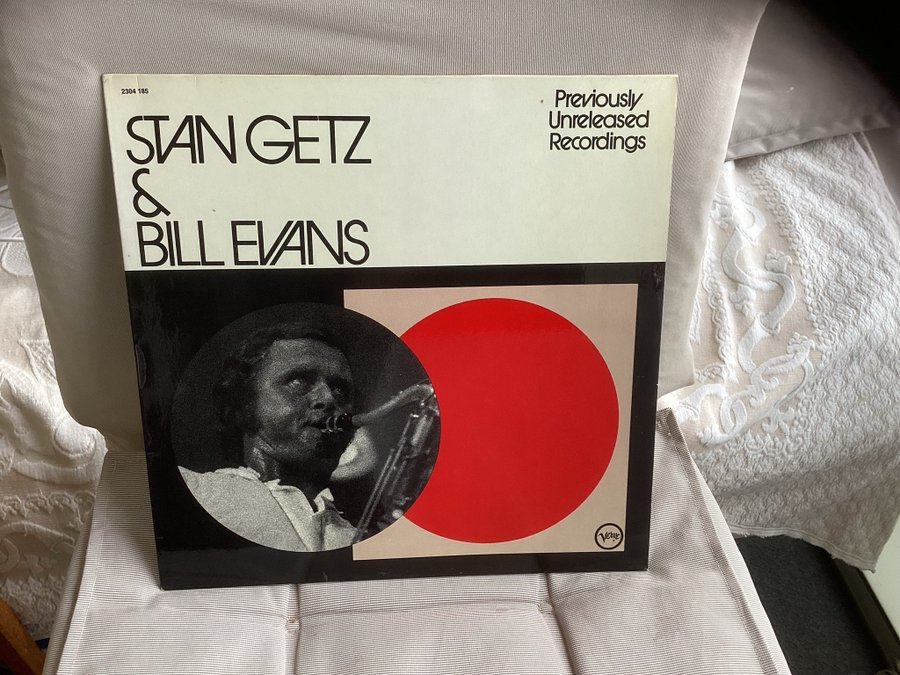 2304 185
STAN GETZ
&
BILL EVANS
Previously
Unreleased
Recordings
Verve